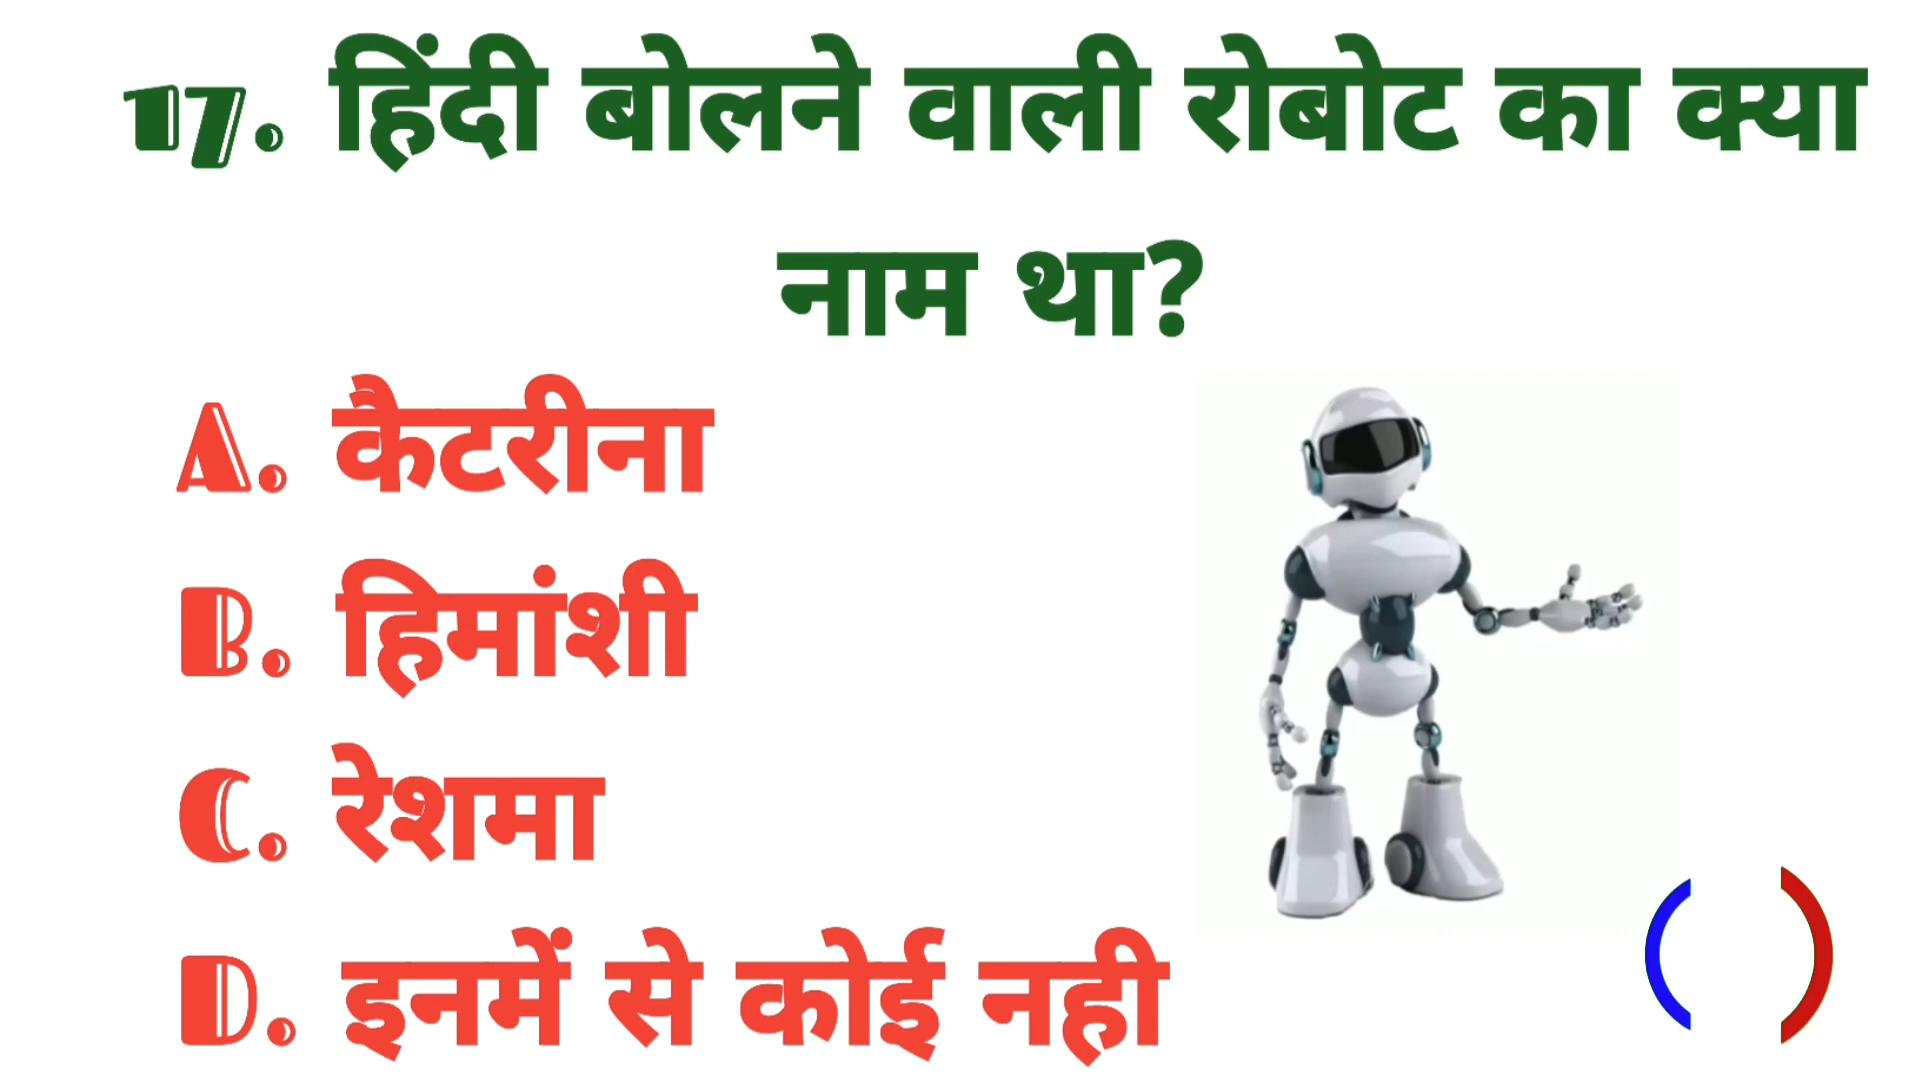 17. हिंदी बोलने वाली रोबोट का क्या
नाम था?
A. कैटरीना
B. हिमांशी
C. रेशमा
D. इनमें से कोई नही